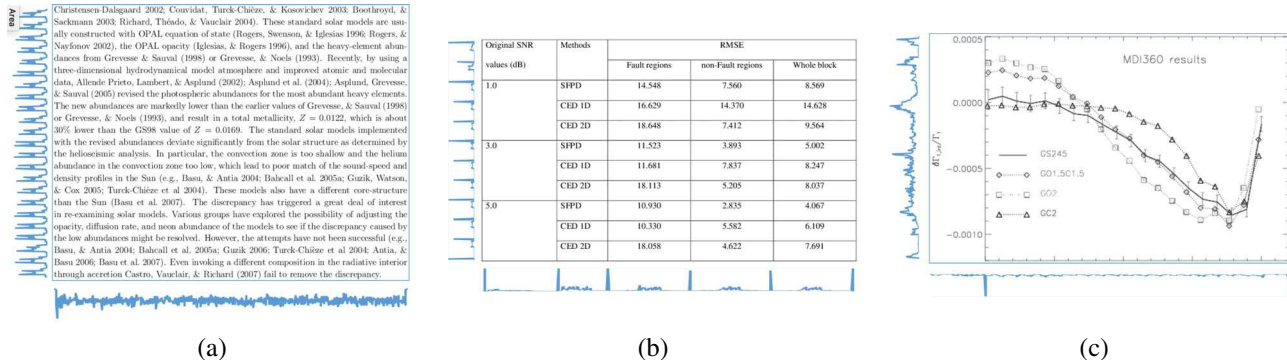 Area
Christensen-Dalsgaard 2002; Couvidat, Turck-Chièze, & Kosovichev 2003; Boothroyd, &
Sackmann 2003; Richard, Théado, & Vauclair 2004). These standard solar models are usu-
ally constructed with OPAL equation of state (Rogers, Swenson, & Iglesias 1996; Rogers, &
Nayfonov 2002), the OPAL opacity (Iglesias, & Rogers 1996), and the heavy-element abun-
dances from Grevesse & Sauval (1998) or Grevesse, & Noels (1993). Recently, by using a
three-dimensional hydrodynamical model atmosphere and improved atomic and molecular
data, Allende Prieto, Lambert, & Asplund (2002); Asplund et al. (2004); Asplund, Grevesse,
& Sauval (2005) revised the photospheric abundances for the most abundant heavy elements.
The new abundances are markedly lower than the earlier values of Grevesse, & Sauval (1998)
or Grevesse, & Noels (1993), and result in a total metallicity, Z = 0.0122, which is about
30% lower than the GS98 value of Z = 0.0169. The standard solar models implemented
with the revised abundances deviate significantly from the solar structure as determined by
the helioseismic analysis. In particular, the convection zone is too shallow and the helium
abundance in the convection zone too low, which lead to poor match of the sound-speed and
density profiles in the Sun (e.g., Basu, & Antia 2004; Bahcall et al. 2005a; Guzik, Watson,
& Cox 2005; Turck-Chièze et al 2004). These models also have a different core-structure
than the Sun (Basu et al. 2007). The discrepancy has triggered a great deal of interest
in re-examining solar models. Various groups have explored the possibility of adjusting the
opacity, diffusion rate, and neon abundance of the models to see if the discrepancy caused by
the low abundances might be resolved. However, the attempts have not been successful (e.g.,
Basu, & Antia 2004; Bahcall et al. 2005a; Guzik 2006; Turck-Chièze et al 2004; Antia, &
Basu 2006; Basu et al. 2007). Even invoking a different composition in the radiative interior
through accretion Castro, Vauclair, & Richard (2007) fail to remove the discrepancy.
(a)
Original SNR values (dB) Methods RMSE
Fault regions non-Fault regions Whole block
1.0 SFPD 14.548 7.560 8.569
CED 1D 16.629 14.370 14.628
CED 2D 18.648 7.412 9.564
3.0 SFPD 11.523 3.893 5.002
CED 1D 11.681 7.837 8.247
CED 2D 18.113 5.205 8.037
5.0 SFPD 10.930 2.835 4.067
CED 1D 10.330 5.582 6.109
CED 2D 18.058 4.622 7.691
(b)
0.0005
MDI360 results
0.0000
-0.0005
-0.0010
GS245
GO1.5C1.5
GO2
GC2
(c)